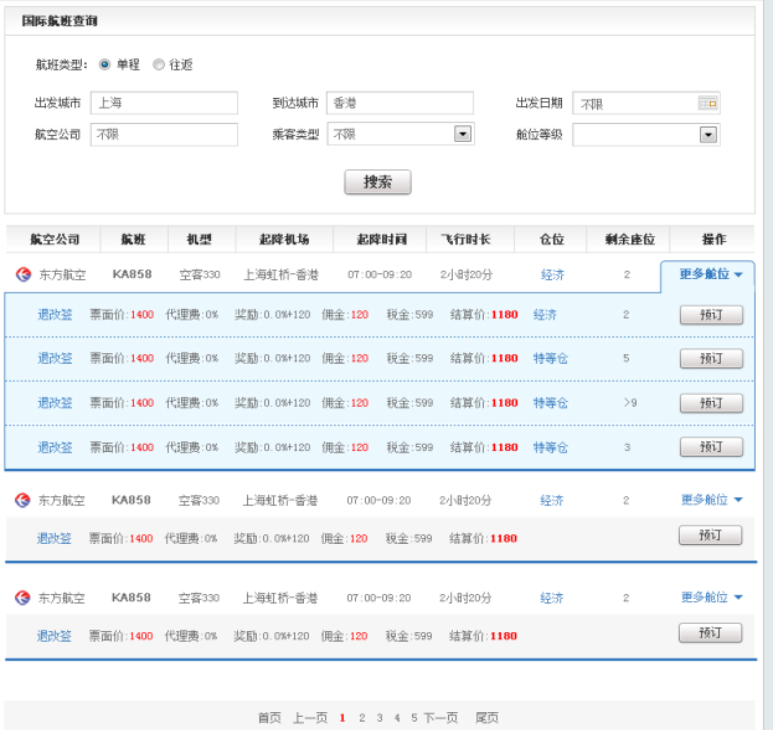 国际航班查询
航班类型: 单程 往返
出发城市 上海 到达城市 香港 出发日期 不限
航空公司 不限 乘客类型 不限 舱位等级
搜索
航空公司 航班 机型 起降机场 起降时间 飞行时长 仓位 剩余座位 操作
东方航空 KA858 空客330 上海虹桥-香港 07:00-09:20 2小时20分 经济 2 更多舱位
退改签 票面价:1400 代理费:0% 奖励:0.0%+120 佣金:120 税金:599 结算价:1180 经济 2 预订
退改签 票面价:1400 代理费:0% 奖励:0.0%+120 佣金:120 税金:599 结算价:1180 特等仓 5 预订
退改签 票面价:1400 代理费:0% 奖励:0.0%+120 佣金:120 税金:599 结算价:1180 特等仓 >9 预订
退改签 票面价:1400 代理费:0% 奖励:0.0%+120 佣金:120 税金:599 结算价:1180 特等仓 3 预订
东方航空 KA858 空客330 上海虹桥-香港 07:00-09:20 2小时20分 经济 2 更多舱位
退改签 票面价:1400 代理费:0% 奖励:0.0%+120 佣金:120 税金:599 结算价:1180 预订
东方航空 KA858 空客330 上海虹桥-香港 07:00-09:20 2小时20分 经济 2 更多舱位
退改签 票面价:1400 代理费:0% 奖励:0.0%+120 佣金:120 税金:599 结算价:1180 预订
首页 上一页 1 2 3 4 5 下一页 尾页